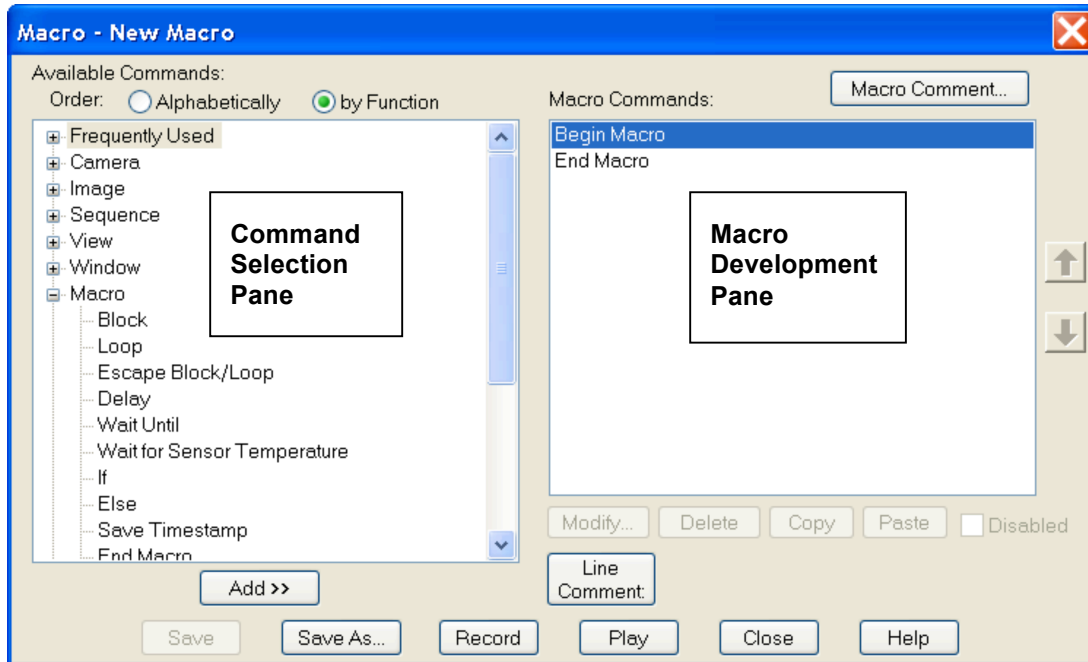 Macro - New Macro
Available Commands:
Order: Alphabetically by Function
Macro Commands:
Macro Comment...
Frequently Used
Camera
Image
Sequence
View
Window
Macro
Block
Loop
Escape Block/Loop
Delay
Wait Until
Wait for Sensor Temperature
If
Else
Save Timestamp
End Macro
Command
Selection
Pane
Begin Macro
End Macro
Macro
Development
Pane
Modify... Delete Copy Paste Disabled
Line
Comment:
Add >>
Save Save As... Record Play Close Help